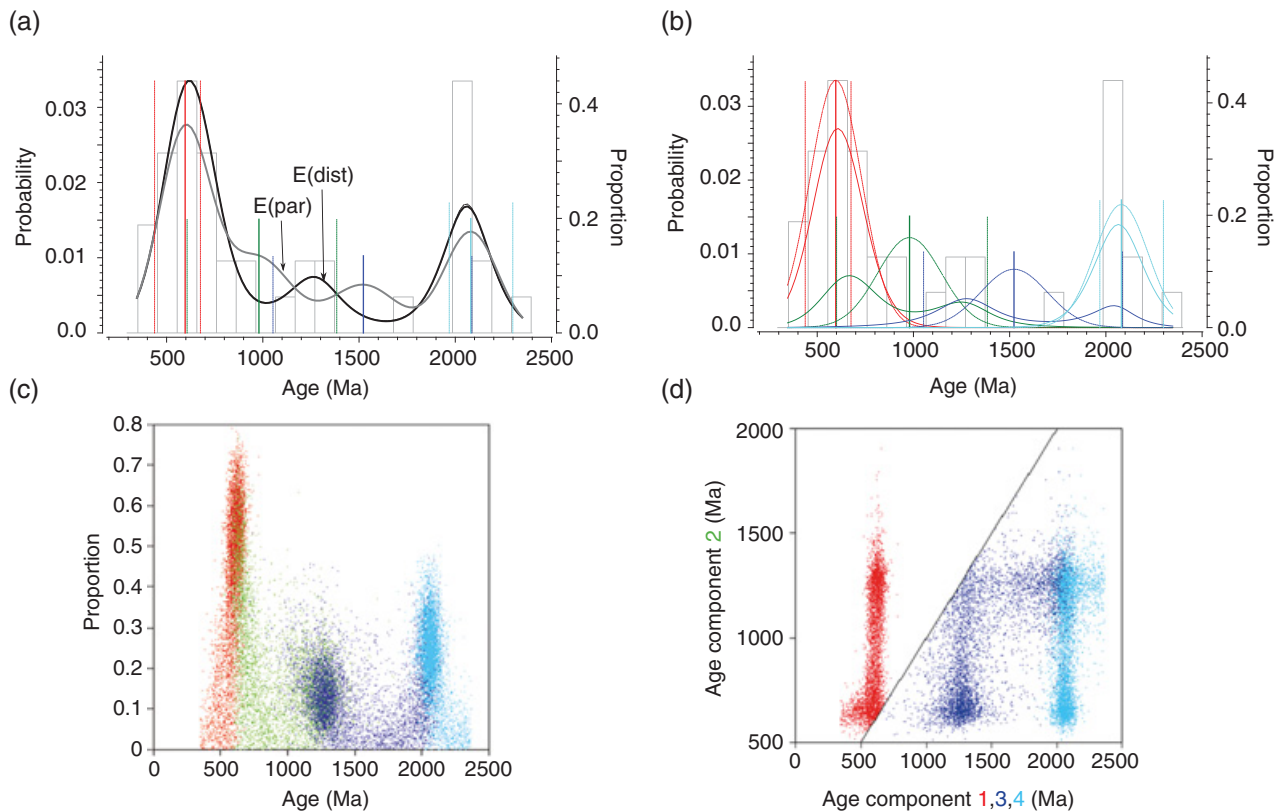 (a)
(b)
Probability
0.03
0.02
0.01
0.0
E(par)
E(dist)
0.4
0.2
0.0
Proportion
500 1000 1500 2000 2500
Age (Ma)
Probability
0.03
0.02
0.01
0.0
0.4
0.2
0.0
Proportion
500 1000 1500 2000 2500
Age (Ma)
(c)
(d)
Proportion
0.8
0.7
0.6
0.5
0.4
0.3
0.2
0.1
0
0 500 1000 1500 2000 2500
Age (Ma)
Age component 2 (Ma)
2000
1500
1000
500
0 500 1000 1500 2000 2500
Age component 1,3,4 (Ma)